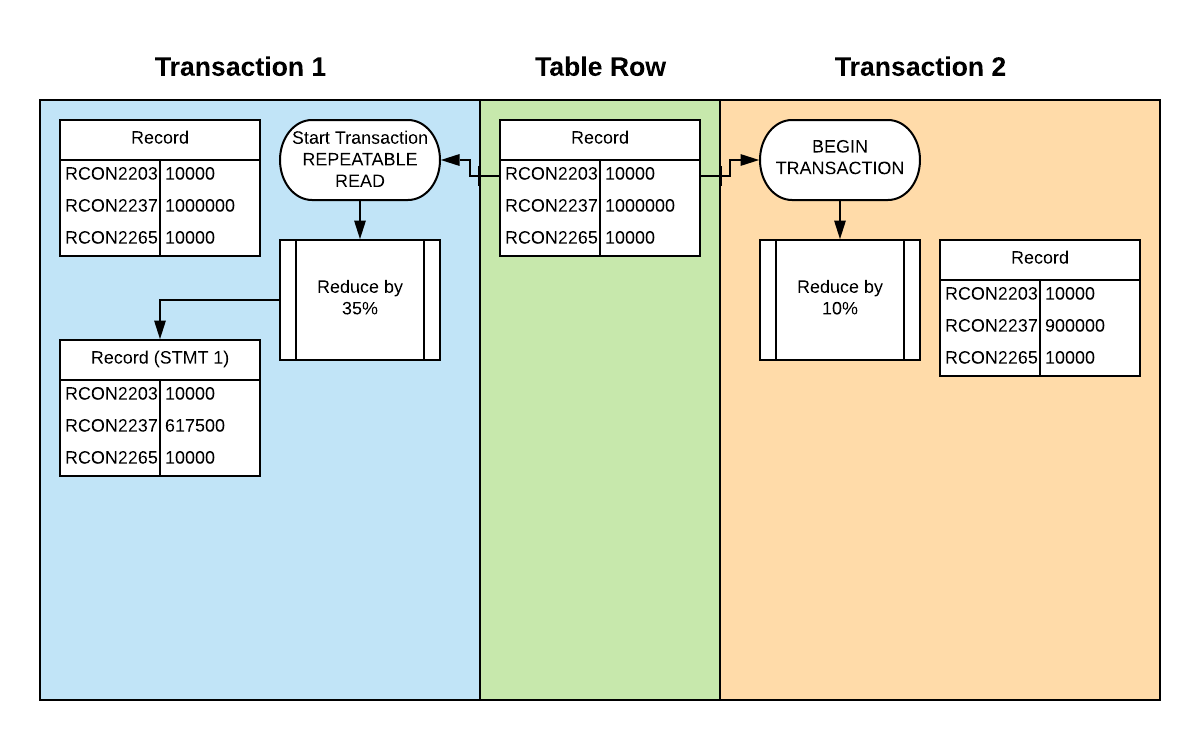 Transaction 1
Table Row
Transaction 2
Record
RCON2203 10000
RCON2237 1000000
RCON2265 10000
Start Transaction
REPEATABLE
READ
Reduce by
35%
Record (STMT 1)
RCON2203 10000
RCON2237 617500
RCON2265 10000
Record
RCON2203 10000
RCON2237 1000000
RCON2265 10000
BEGIN
TRANSACTION
Reduce by
10%
Record
RCON2203 10000
RCON2237 900000
RCON2265 10000